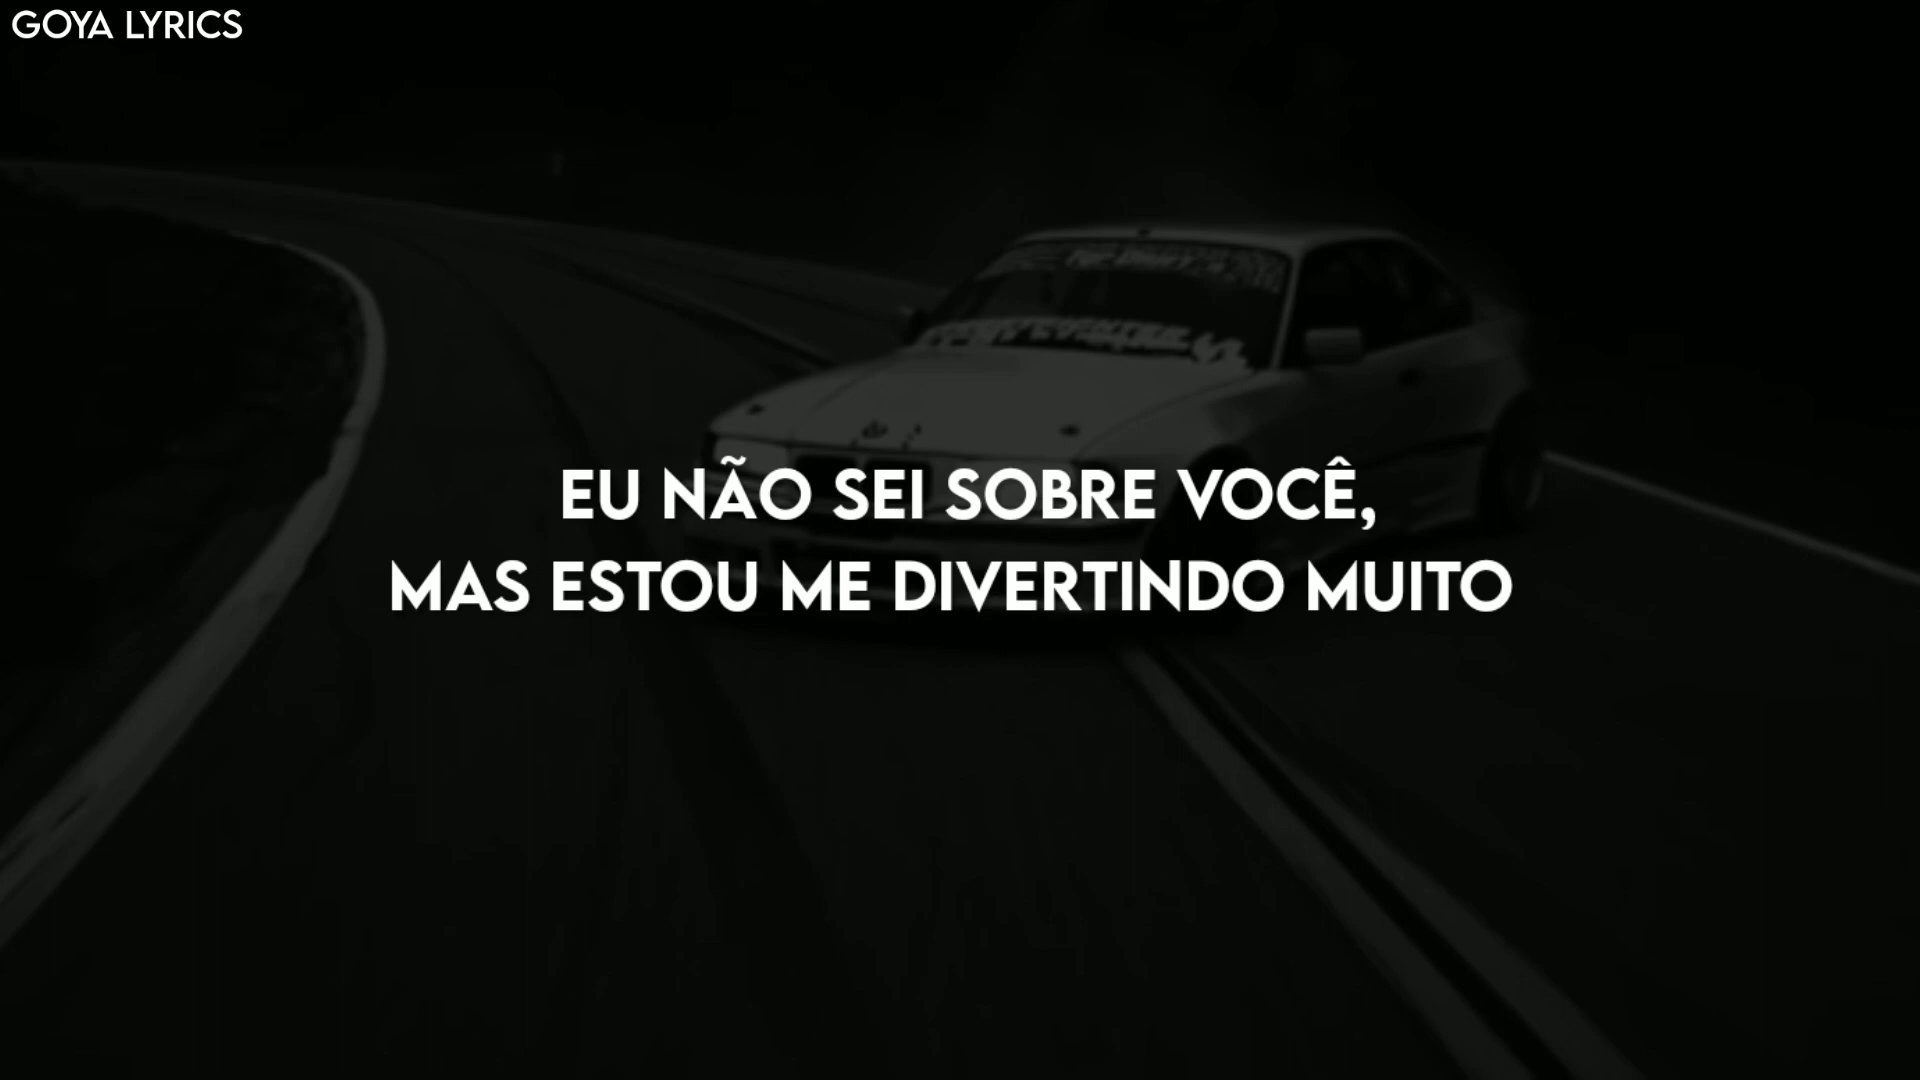 GOYA LYRICS
EU NÃO SEI SOBRE VOCÊ,
MAS ESTOU ME DIVERTINDO MUITO